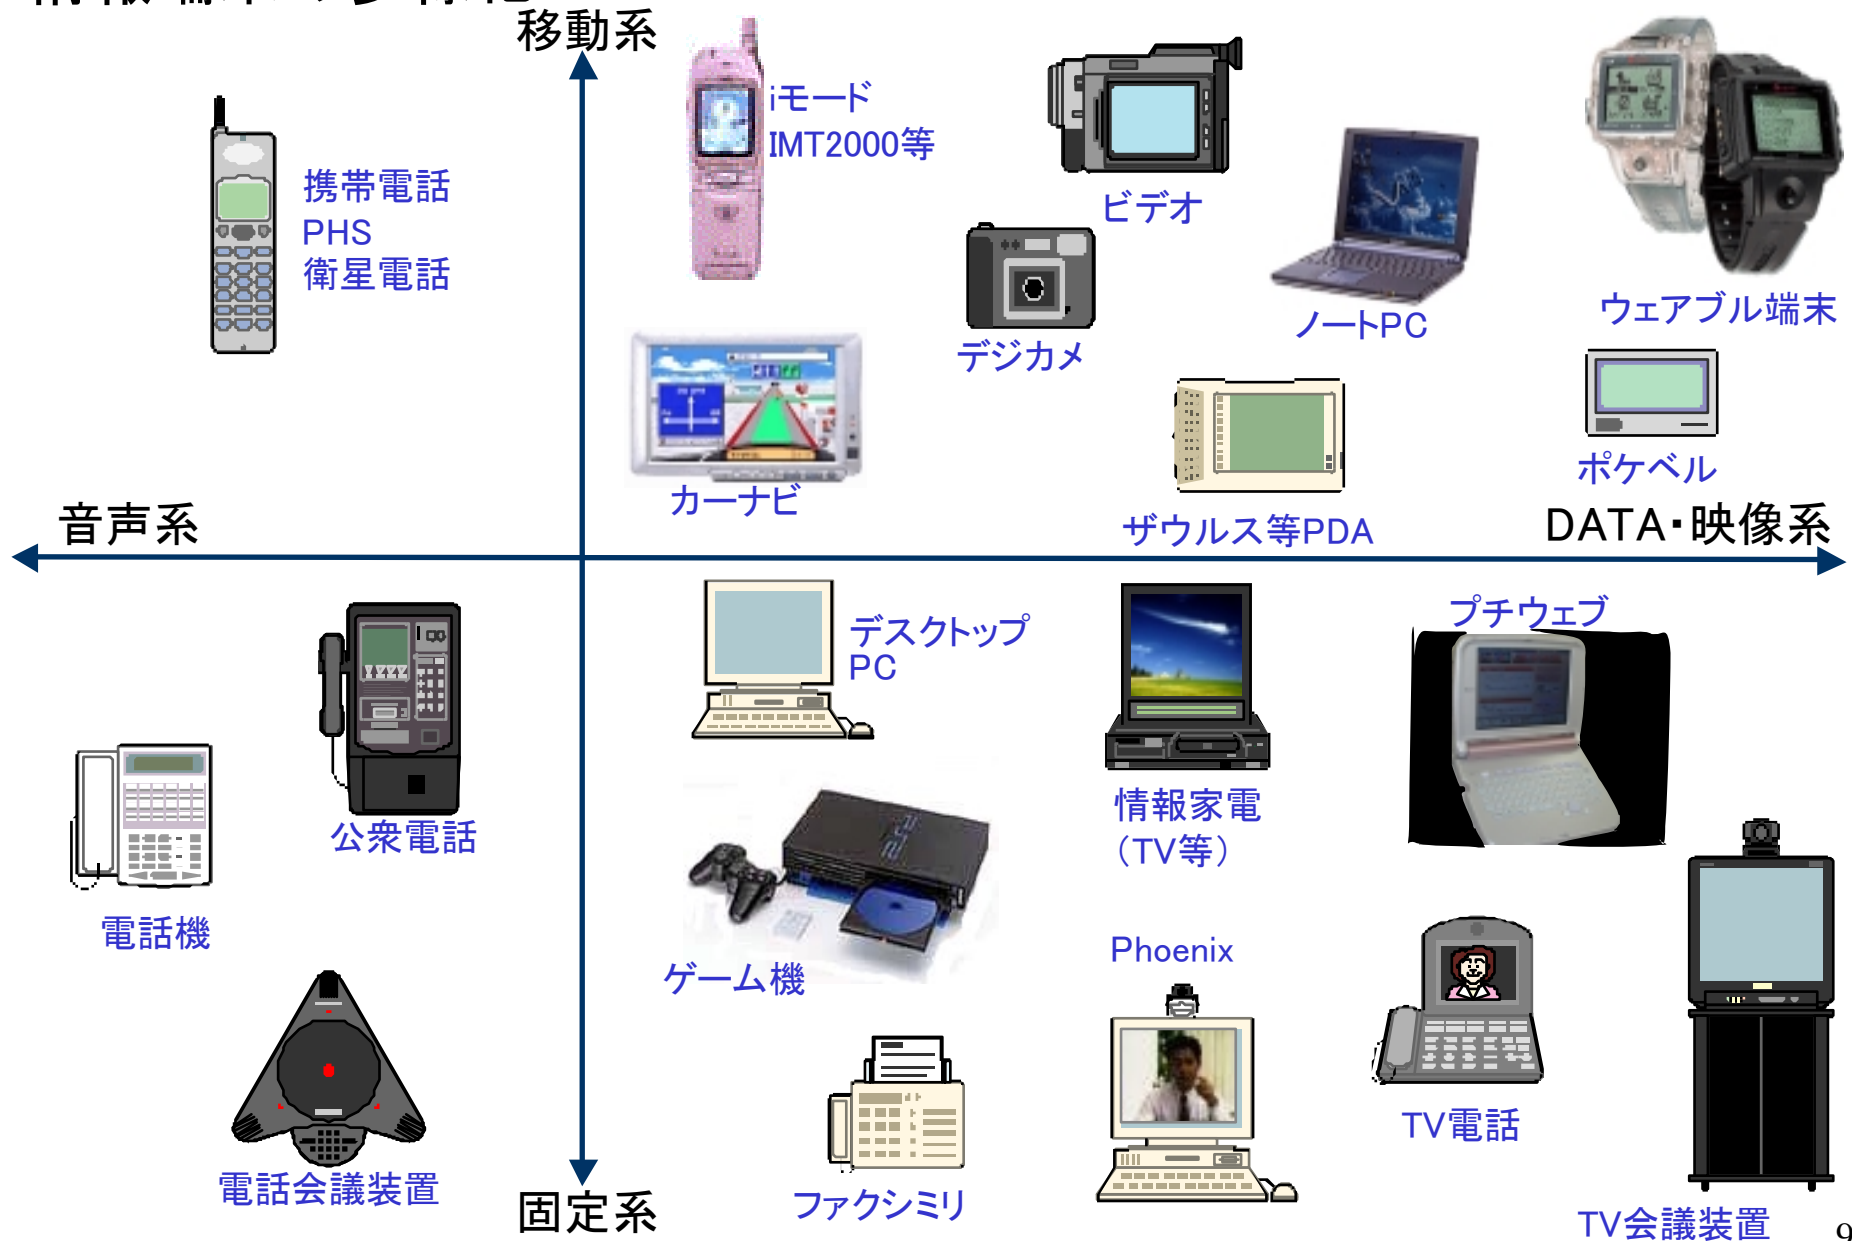 移動系
iモード
IMT2000等
携帯電話
PHS
衛星電話
ビデオ
デジカメ
ノートPC
ウェアブル端末
カーナビ
ザウルス等PDA
ポケベル
音声系
DATA・映像系
デスクトップ
PC
プチウェブ
公衆電話
電話機
情報家電
（TV等）
ゲーム機
Phoenix
TV電話
電話会議装置
ファクシミリ
固定系
TV会議装置
9